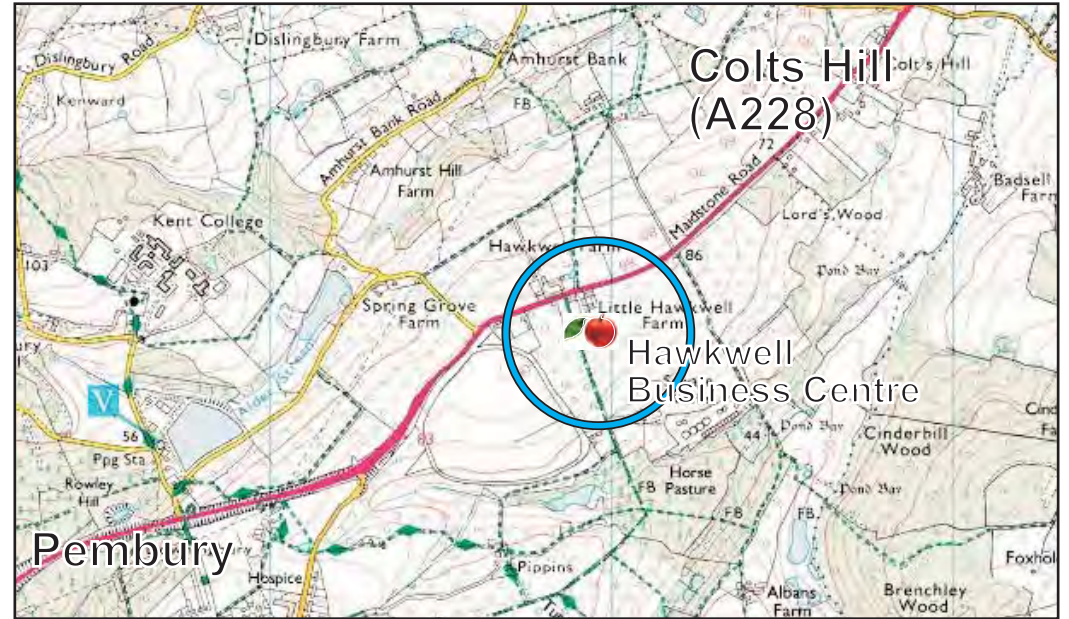 Dislingbury Road
Dislingbury Farm
Kenward
Amhurst Bank
Amhurst Bank Road
FB
Colts Hill
(A228)
Colt's Hill
72
Amhurst Hill
Farm
Maidstone Road
Badsell
Lord's Wood
Kent College
Hawkwell Farm
86
Pond Bay
103
Spring Grove
Farm
Little Hawkwell
Farm
Hawkwell
Business Centre
V
56
Ppg Sta
83
44
Pond Bay
Cinderhill
Wood
Rowley
Hill
Horse
Pasture
FB
Pond Bay
FB
FB
Pembury
Hospice
Pippins
Albans
Farm
Brenchley
Wood